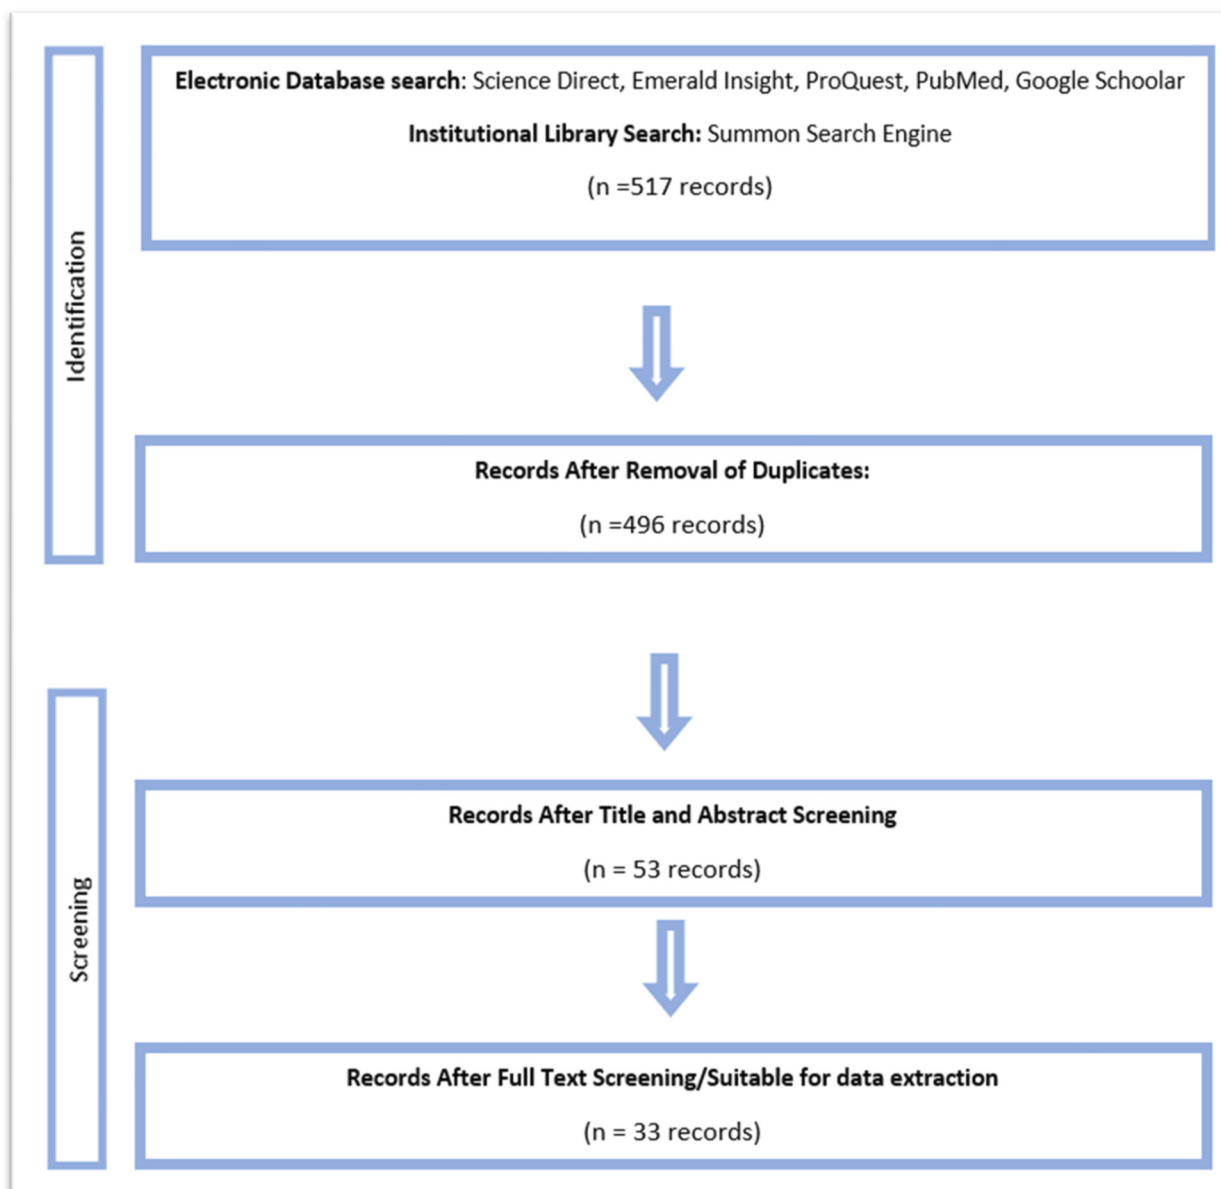 Identification
Electronic Database search: Science Direct, Emerald Insight, ProQuest, PubMed, Google Schoolar
Institutional Library Search: Summon Search Engine
(n =517 records)
Records After Removal of Duplicates:
(n =496 records)
Screening
Records After Title and Abstract Screening
(n = 53 records)
Records After Full Text Screening/Suitable for data extraction
(n = 33 records)